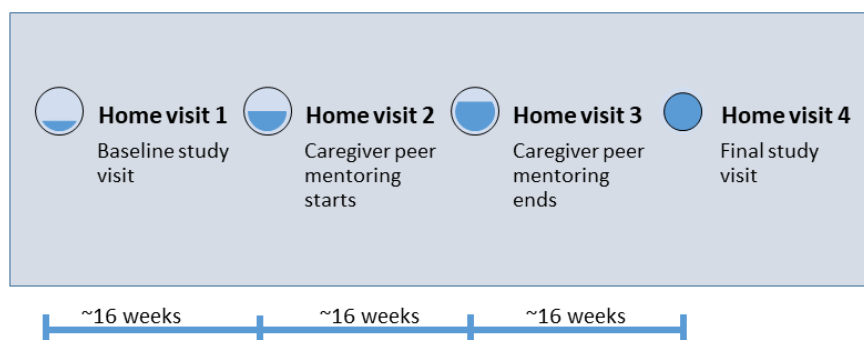 Home visit 1
Baseline study
visit
Home visit 2
Caregiver peer
mentoring
starts
Home visit 3
Caregiver peer
mentoring
ends
Home visit 4
Final study
visit
~16 weeks
~16 weeks
~16 weeks